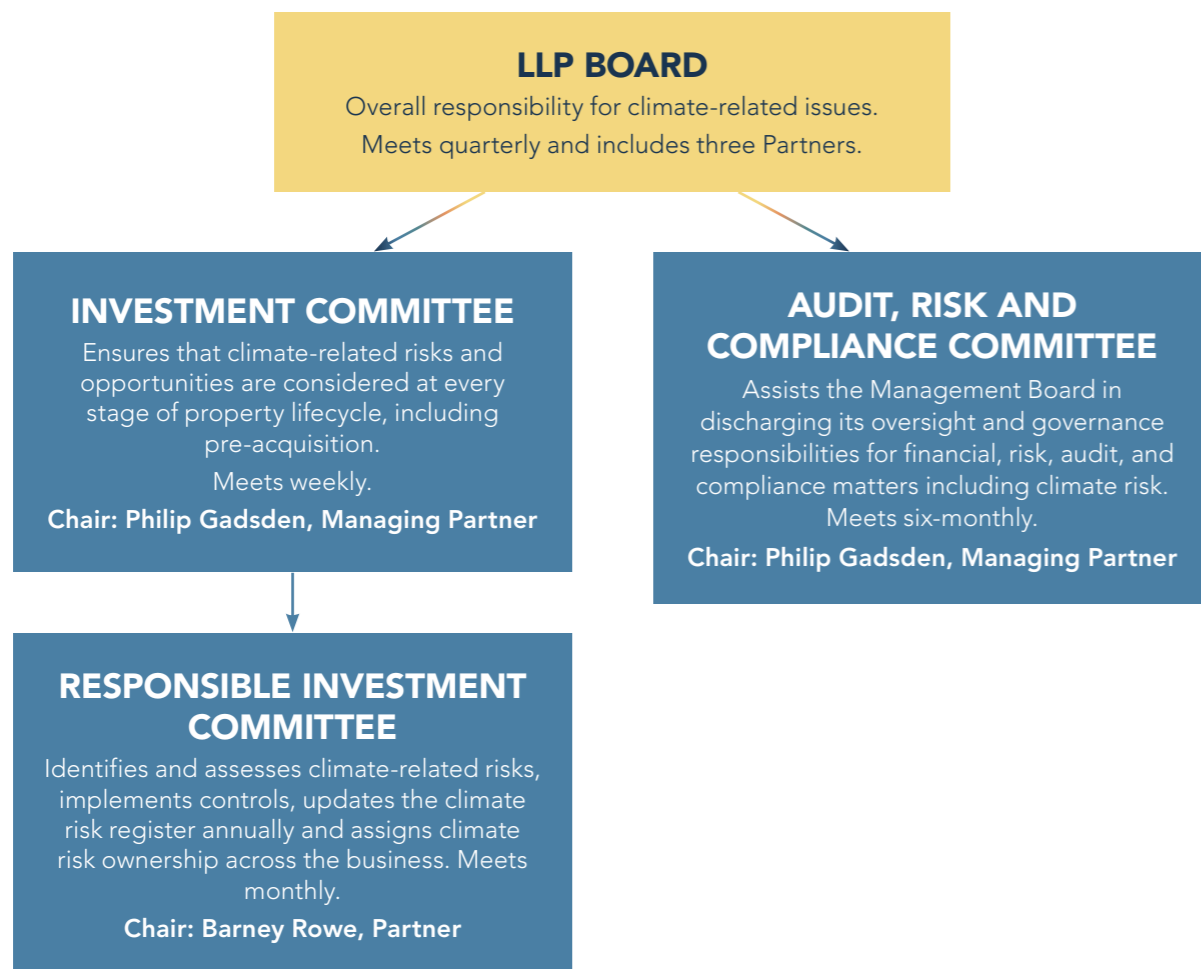 LLP BOARD
Overall responsibility for climate-related issues.
Meets quarterly and includes three Partners.
INVESTMENT COMMITTEE
Ensures that climate-related risks and
opportunities are considered at every
stage of property lifecycle, including
pre-acquisition.
Meets weekly.
Chair: Philip Gadsden, Managing Partner
AUDIT, RISK AND
COMPLIANCE COMMITTEE
Assists the Management Board in
discharging its oversight and governance
responsibilities for financial, risk, audit, and
compliance matters including climate risk.
Meets six-monthly.
Chair: Philip Gadsden, Managing Partner
RESPONSIBLE INVESTMENT
COMMITTEE
Identifies and assesses climate-related risks,
implements controls, updates the climate
risk register annually and assigns climate
risk ownership across the business. Meets
monthly.
Chair: Barney Rowe, Partner